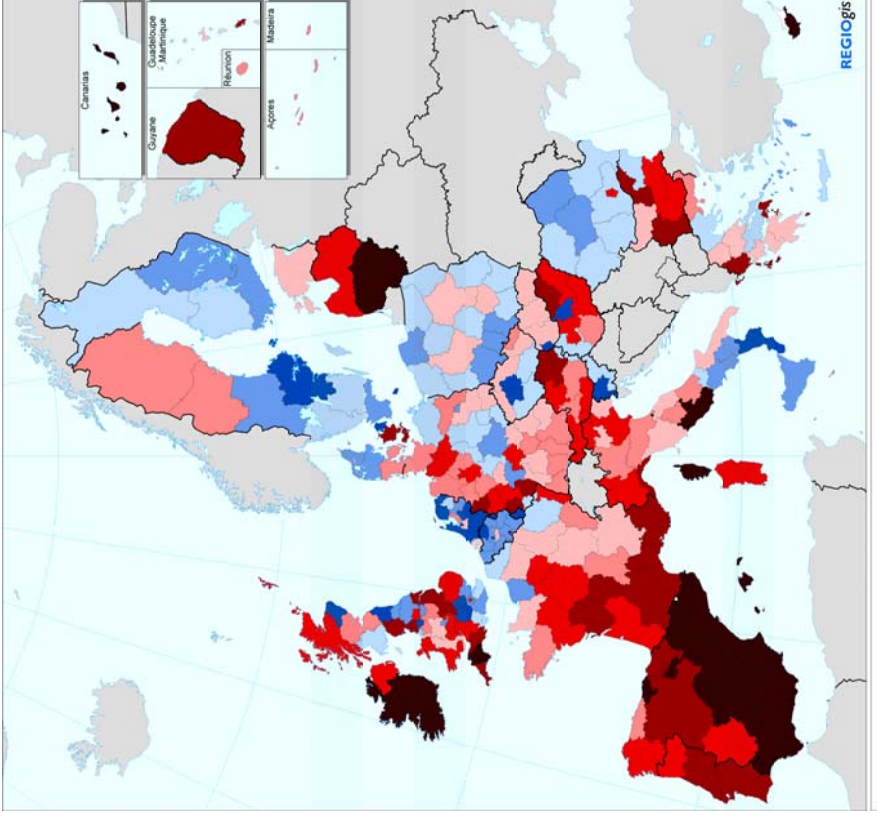 Canarias
Guyane
Guadeloupe
Martinique
Réunion
Açores
Madeira
REGIOgis